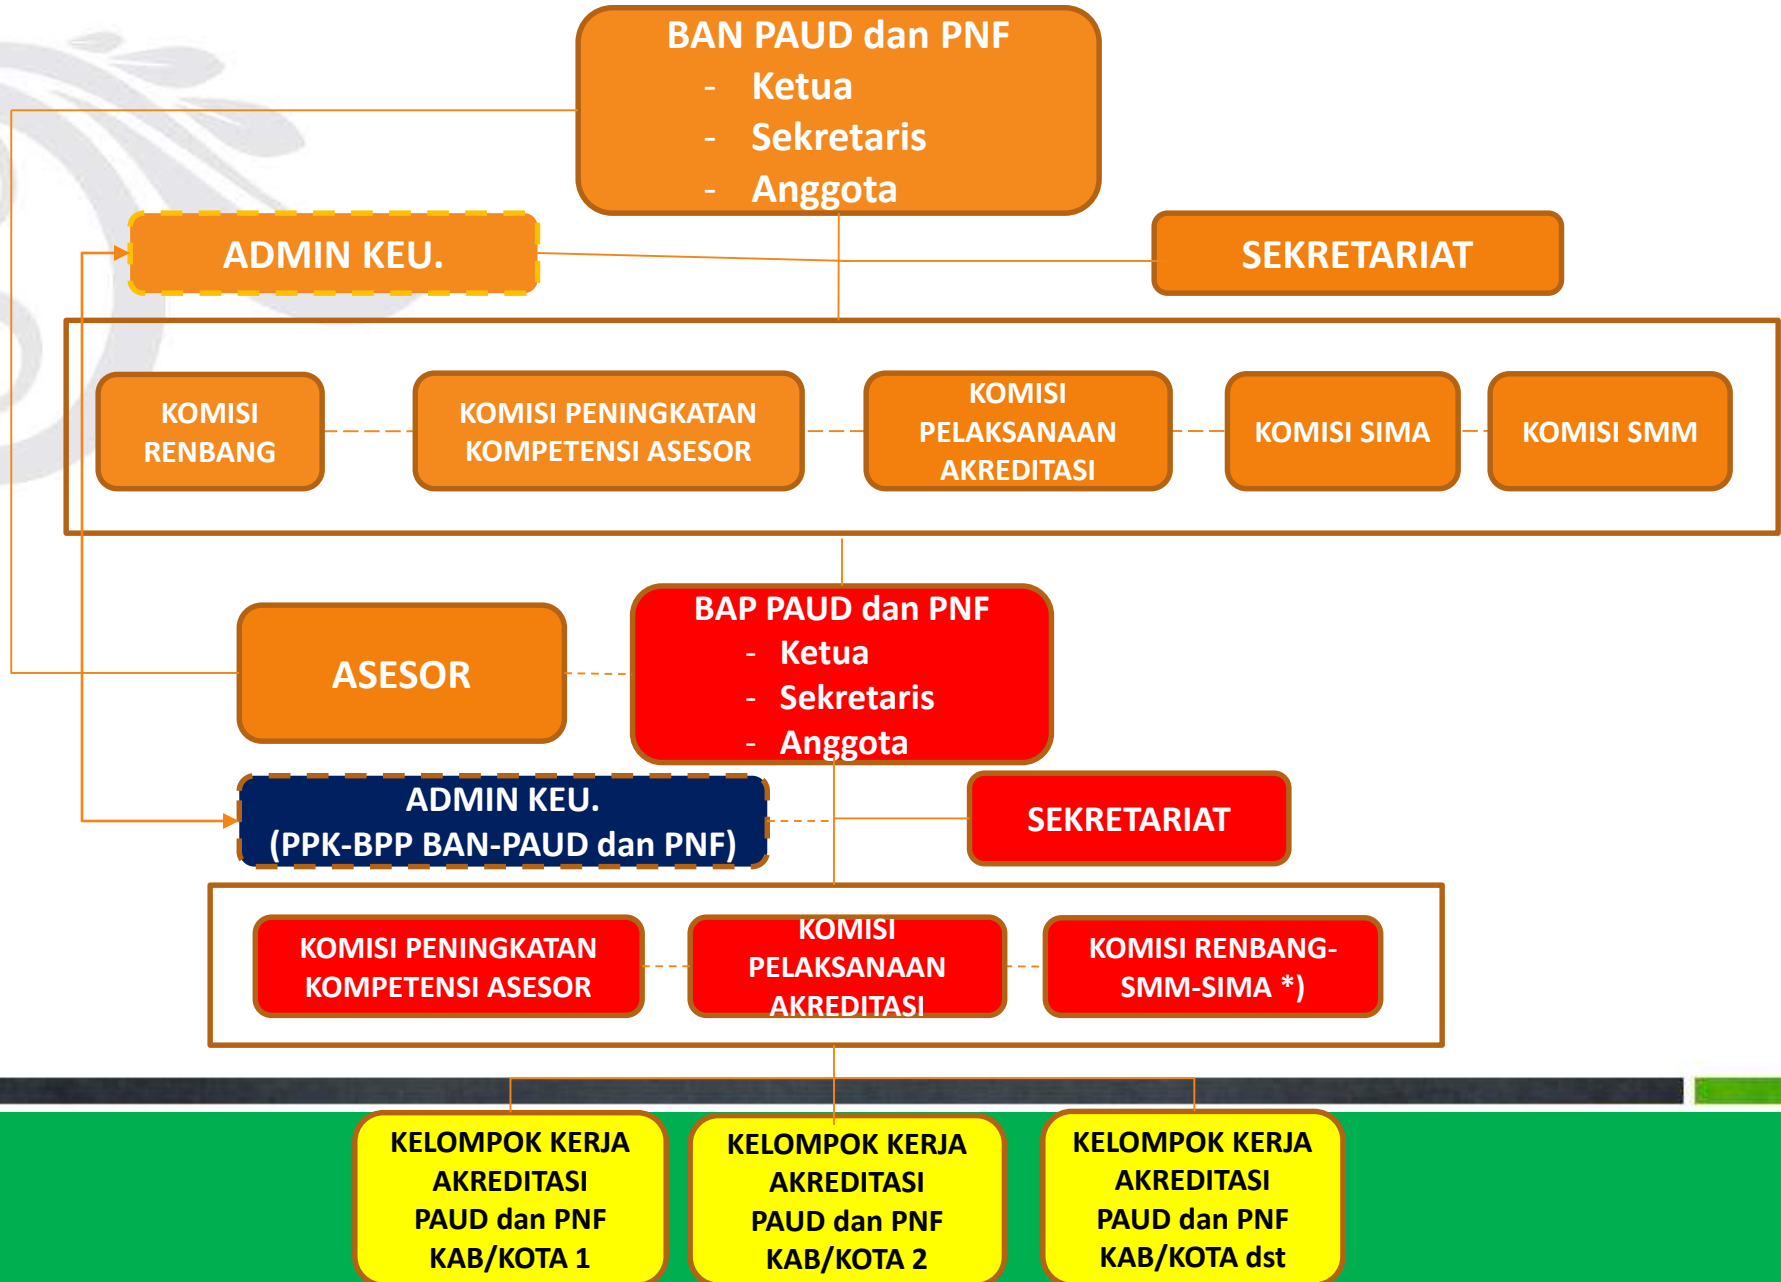 BAN PAUD dan PNF
- Ketua
- Sekretaris
- Anggota
ADMIN KEU.
SEKRETARIAT
KOMISI
RENBANG
KOMISI PENINGKATAN
KOMPETENSI ASESOR
KOMISI
PELAKSANAAN
AKREDITASI
KOMISI SIMA
KOMISI SMM
ASESOR
BAP PAUD dan PNF
- Ketua
- Sekretaris
- Anggota
ADMIN KEU.
(PPK-BPP BAN-PAUD dan PNF)
SEKRETARIAT
KOMISI PENINGKATAN
KOMPETENSI ASESOR
KOMISI
PELAKSANAAN
AKREDITASI
KOMISI RENBANG-
SMM-SIMA *)
KELOMPOK KERJA
AKREDITASI
PAUD dan PNF
KAB/KOTA 1
KELOMPOK KERJA
AKREDITASI
PAUD dan PNF
KAB/KOTA 2
KELOMPOK KERJA
AKREDITASI
PAUD dan PNF
KAB/KOTA dst